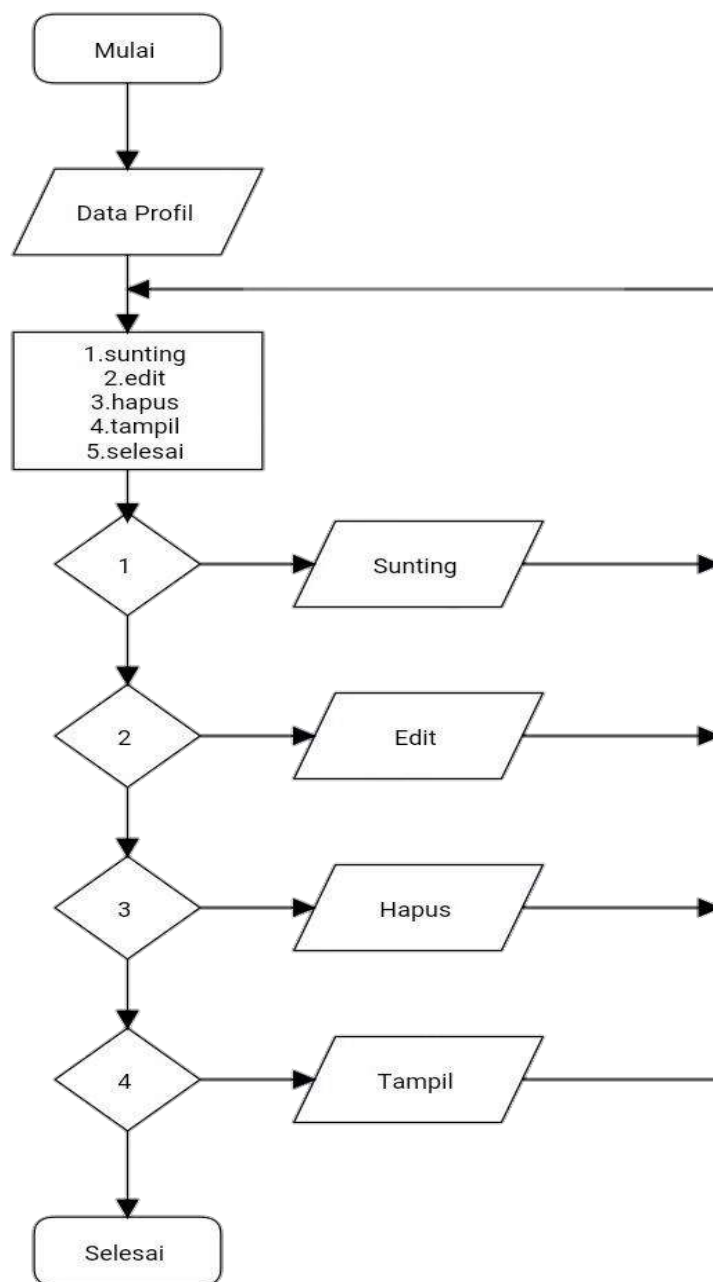 Mulai
Data Profil
1.sunting
2.edit
3.hapus
4.tampil
5.selesai
1
Sunting
2
Edit
3
Hapus
4
Tampil
Selesai